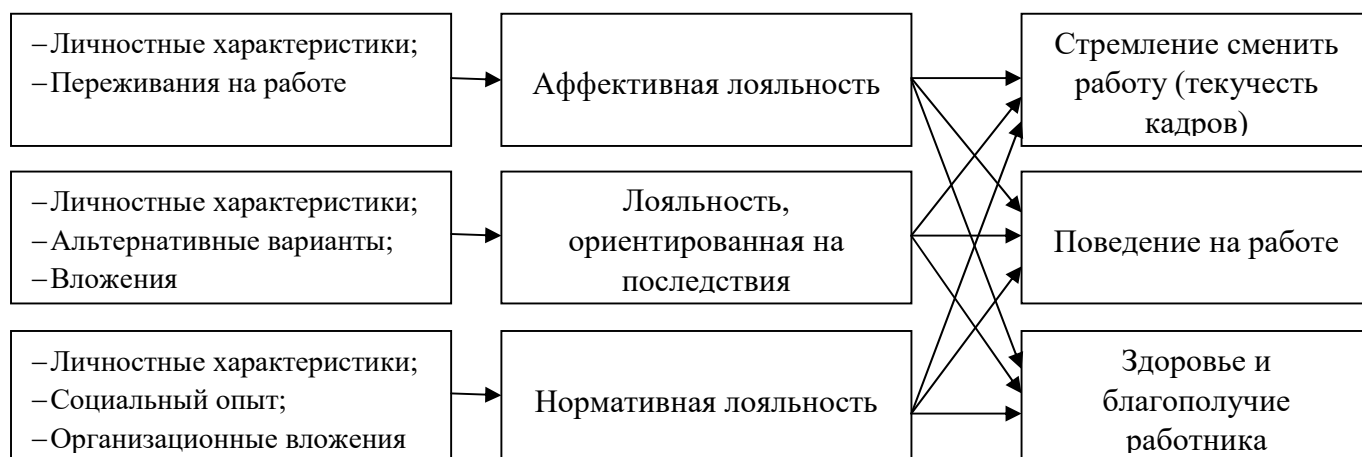 –Личностные характеристики;
–Переживания на работе
Аффективная лояльность
Стремление сменить
работу (текучесть
кадров)
–Личностные характеристики;
–Альтернативные варианты;
–Вложения
Лояльность,
ориентированная на
последствия
Поведение на работе
–Личностные характеристики;
–Социальный опыт;
–Организационные вложения
Нормативная лояльность
Здоровье и
благополучие
работника